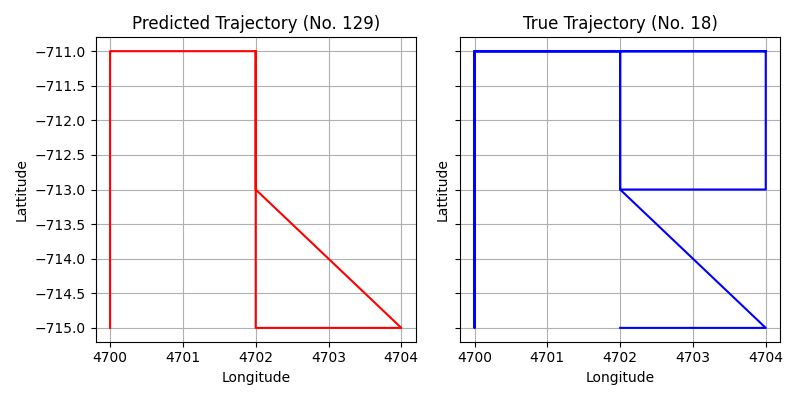 Predicted Trajectory (No. 129)
True Trajectory (No. 18)
−711.0
−711.5
−712.0
−712.5
−713.0
−713.5
−714.0
−714.5
−715.0
Lattitude
Lattitude
4700 4701 4702 4703 4704
4700 4701 4702 4703 4704
Longitude
Longitude